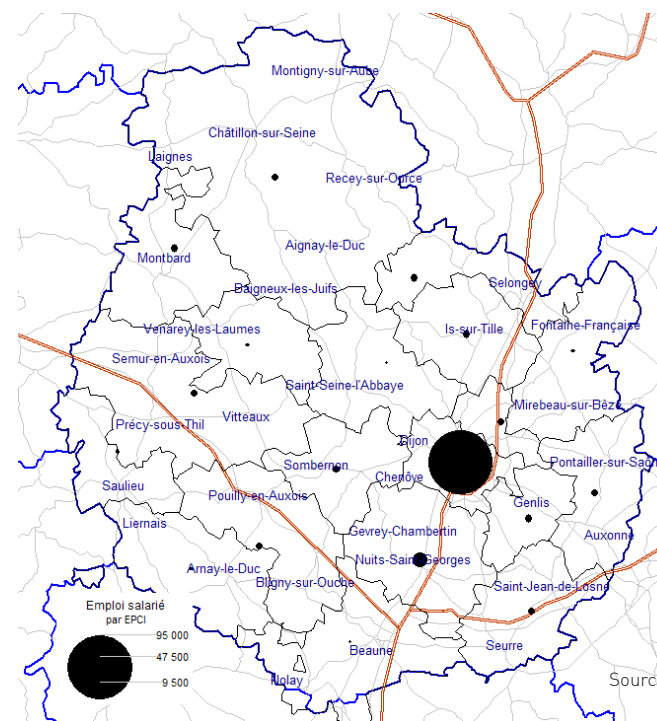 Montigny-sur-Aube
Châtillon-sur-Seine
Laignes
Recey-sur-Ource
Aignay-le-Duc
Montbard
Selongey
Baigneux-les-Juifs
Fontaine-Française
Venarey-les-Laumes
Is-sur-Tille
Semur-en-Auxois
Saint-Seine-l'Abbaye
Mirebeau-sur-Bèze
Vitteaux
Précy-sous-Thil
Dijon
Sombernon
Pontailler-sur-Saôn
Chenôve
Saulieu
Pouilly-en-Auxois
Genlis
Liernais
Gevrey-Chambertin
Auxonne
Nuits-Saint-Georges
Arnay-le-Duc
Bligny-sur-Ouche
Saint-Jean-de-Losne
Emploi salarié
par EPCI
95 000
47 500
9 500
Seurre
Beaune
Nolay
Sourc